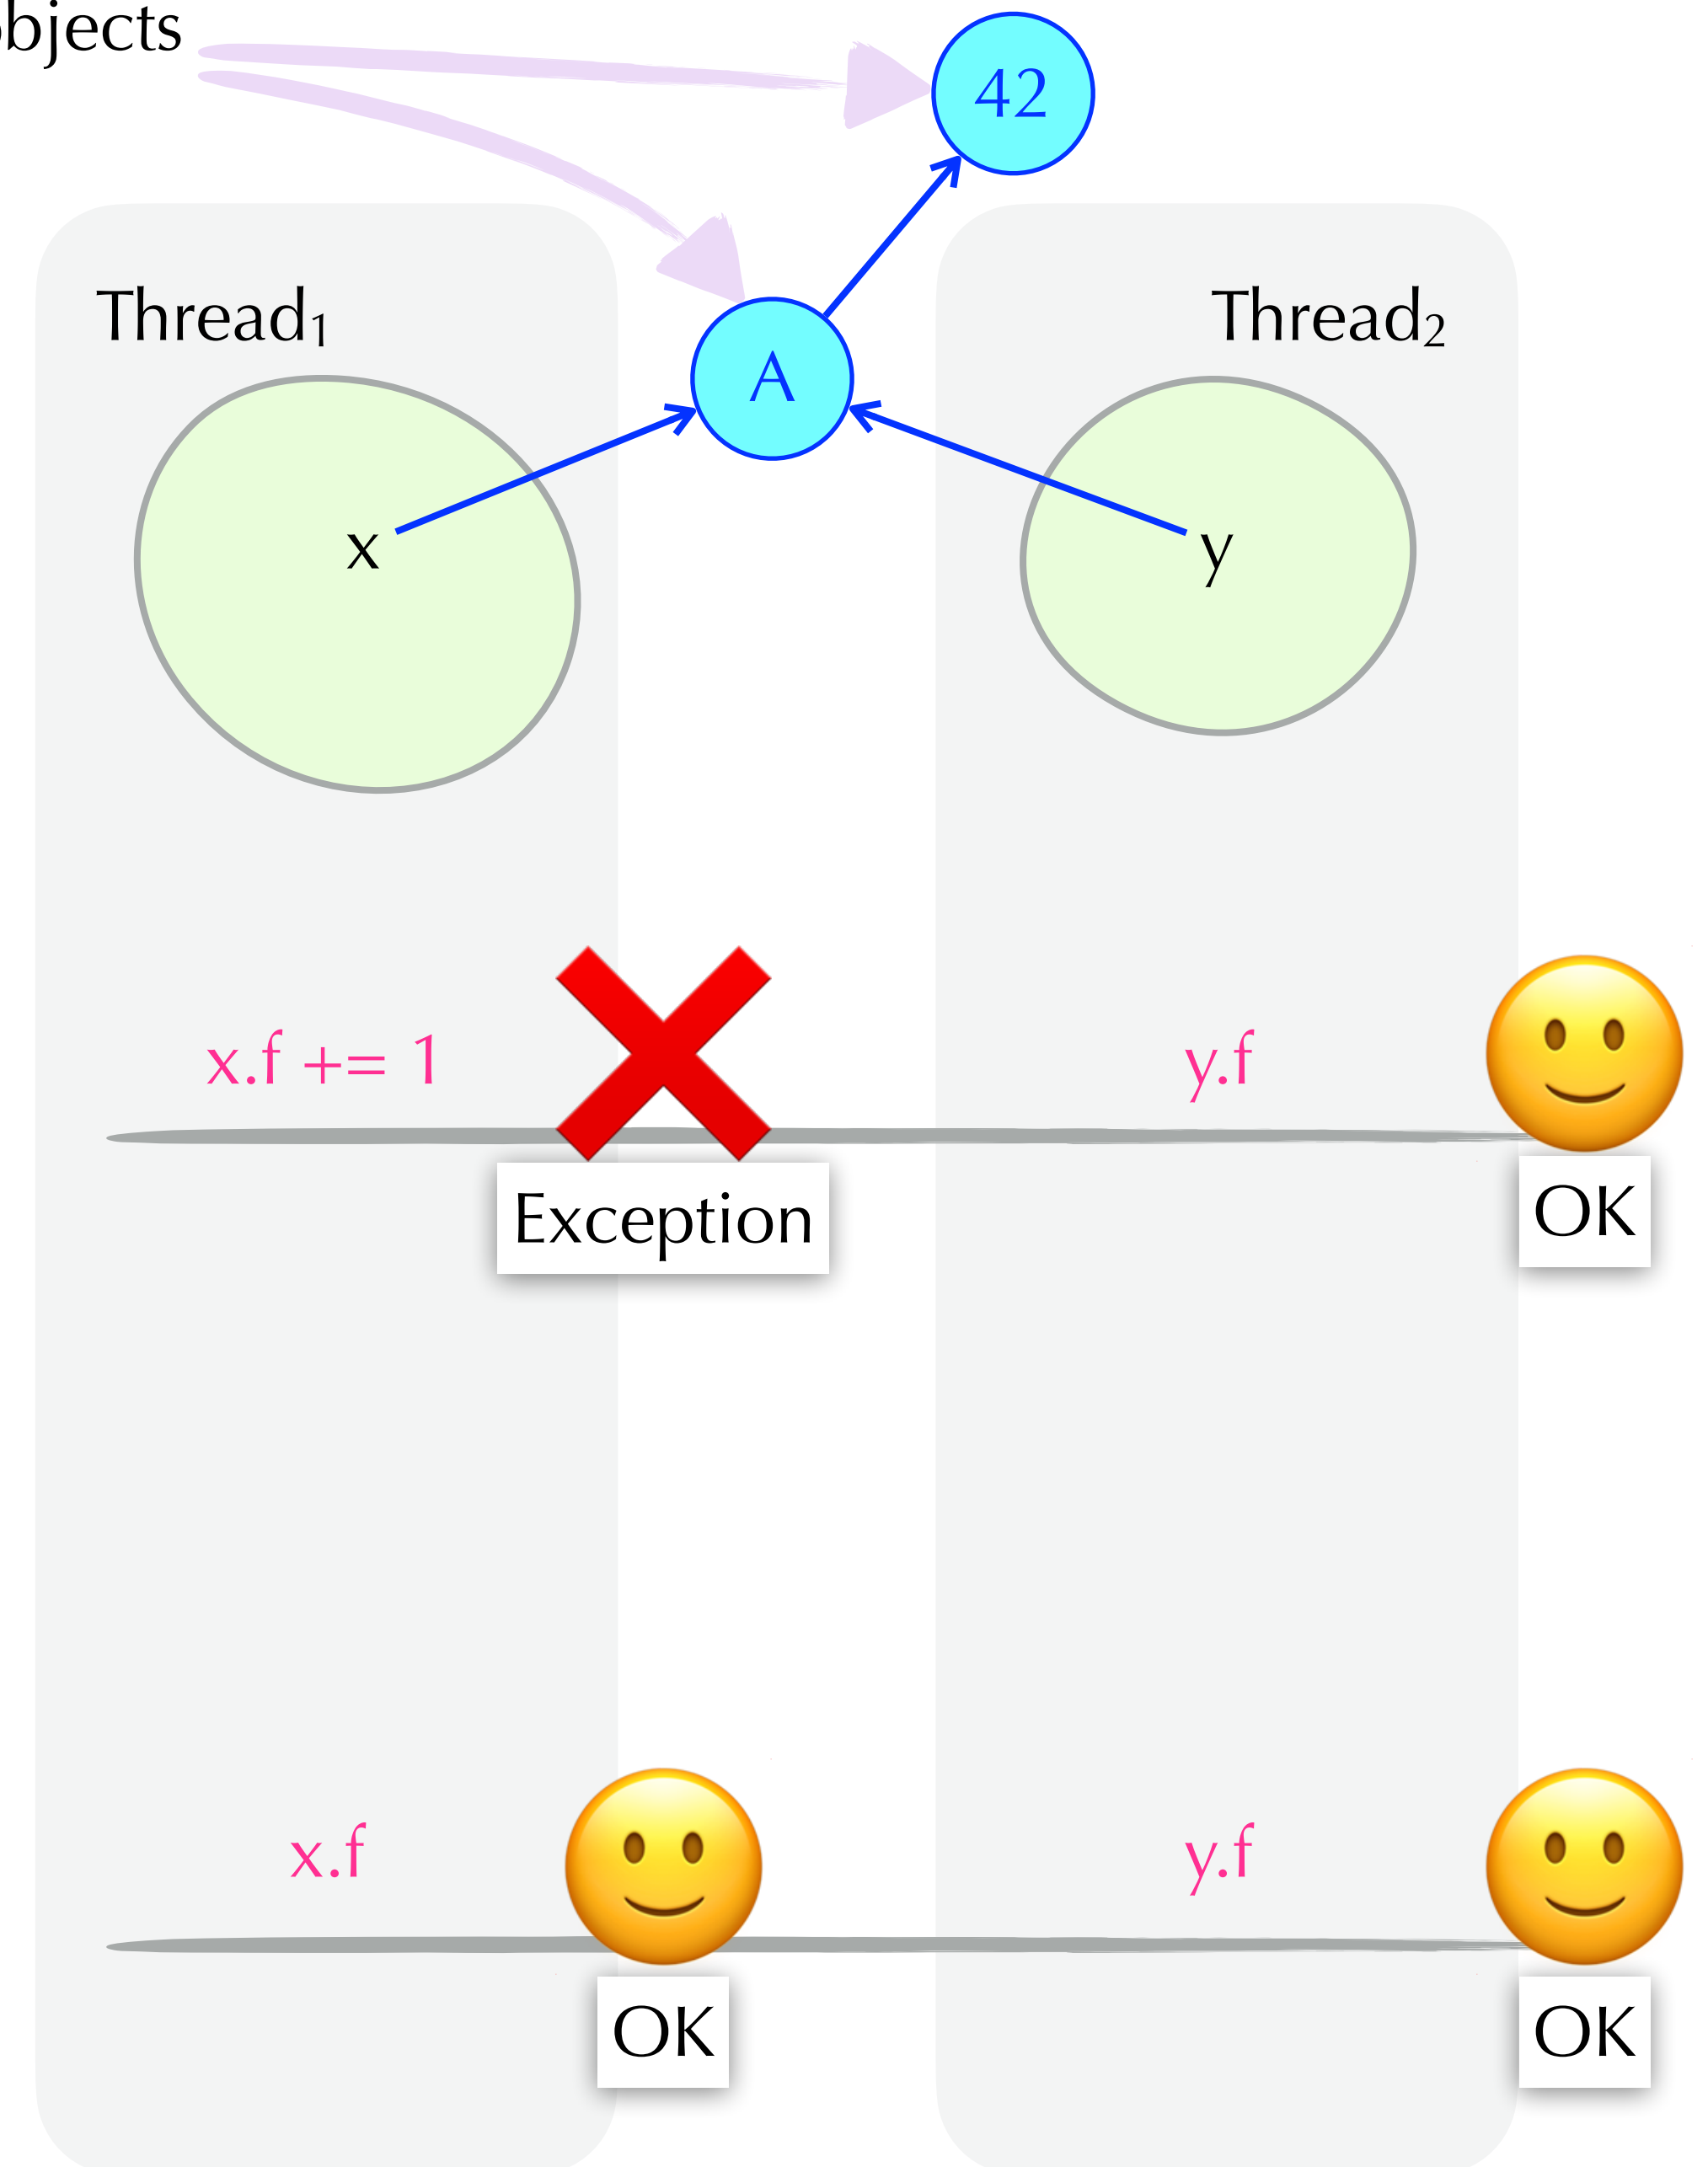 bjects
42
Thread₁
Thread₂
A
x
y
x.f += 1
y.f
Exception
OK
x.f
y.f
OK
OK